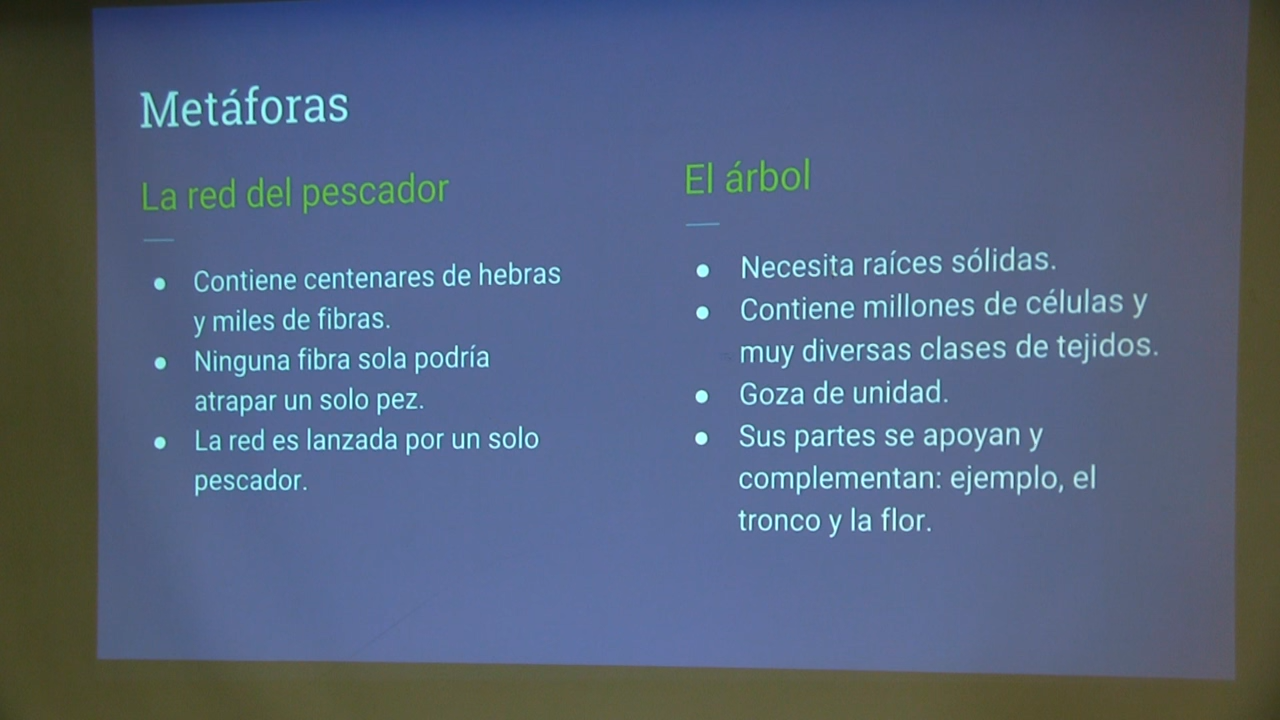 Metáforas
La red del pescador
Contiene centenares de hebras
y miles de fibras.
Ninguna fibra sola podría
atrapar un solo pez.
La red es lanzada por un solo
pescador.
El árbol
Necesita raíces sólidas.
Contiene millones de células y
muy diversas clases de tejidos.
Goza de unidad.
Sus partes se apoyan y
complementan: ejemplo, el
tronco y la flor.